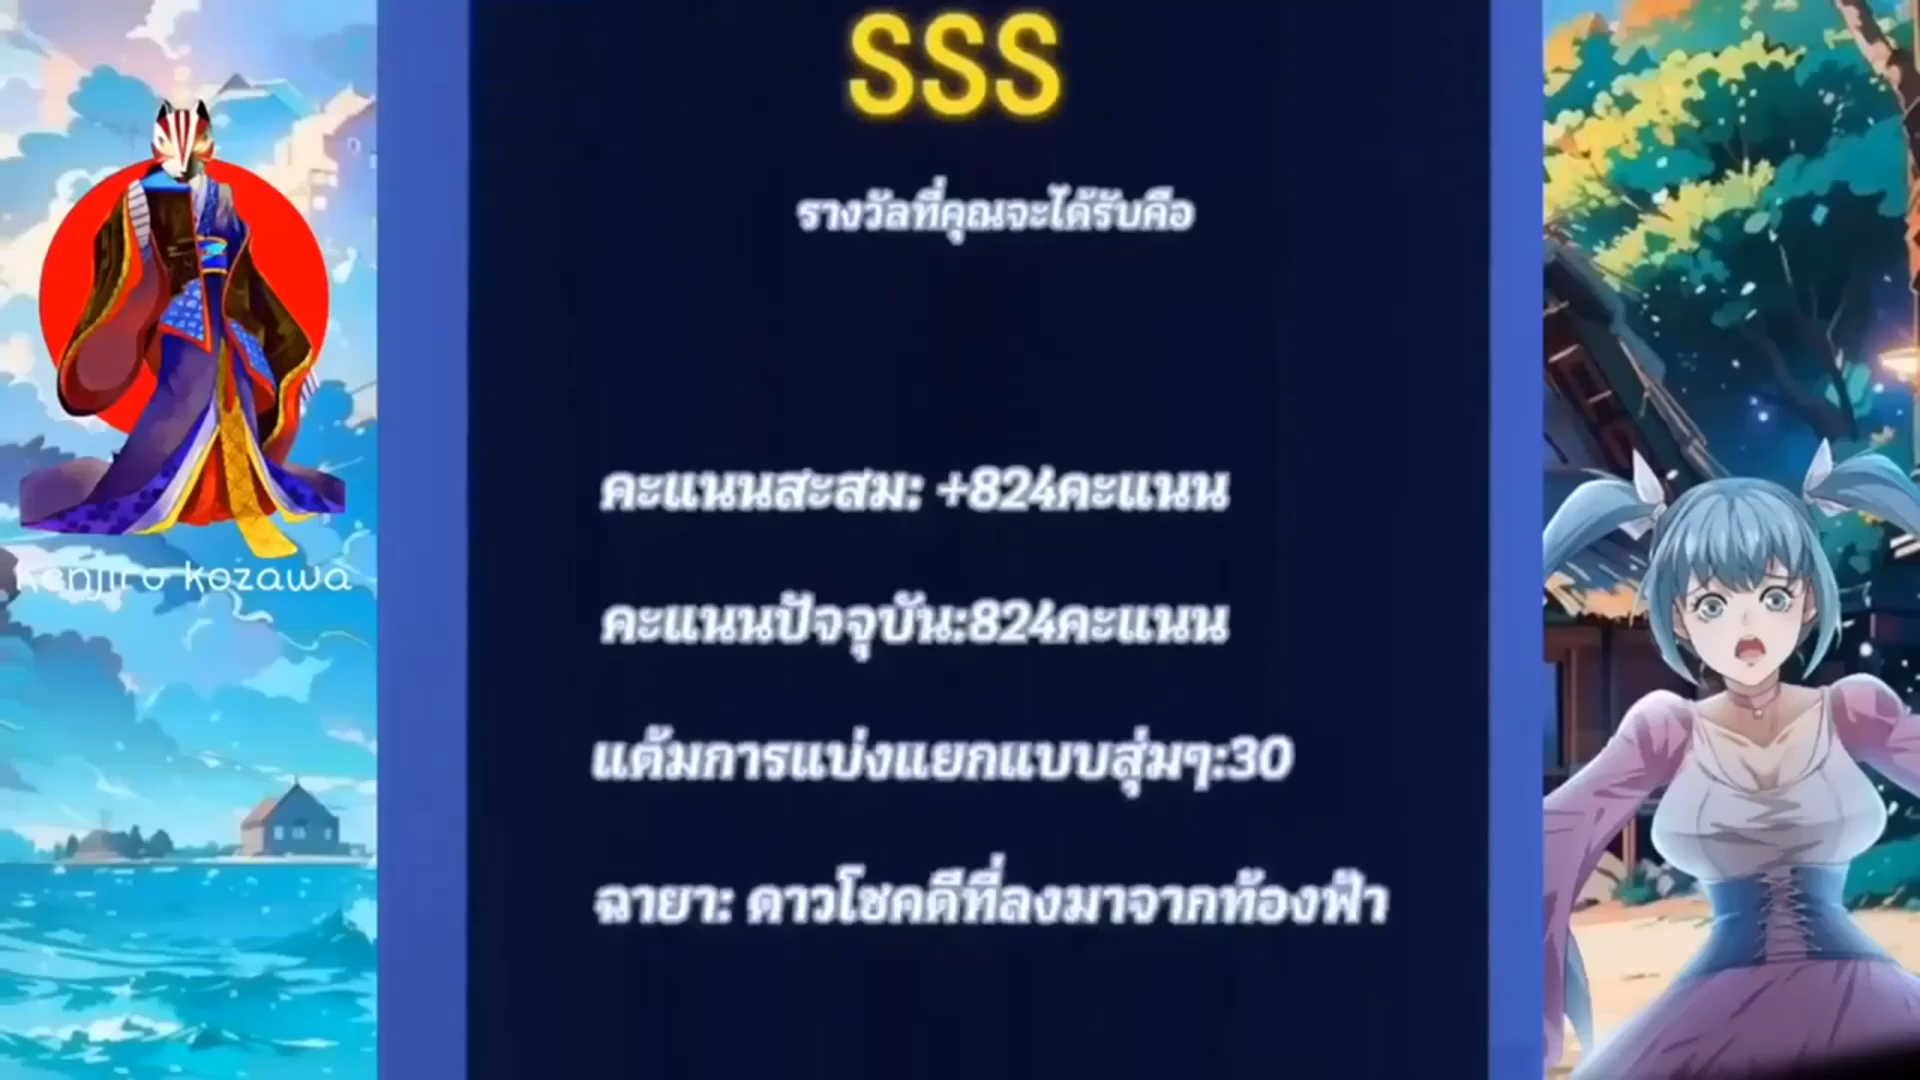 SSS
รางวัลที่คุณจะได้รับคือ
คะแนนสะสม: +824คะแนน
คะแนนปัจจุบัน:824คะแนน
แต้มการแบ่งแยกแบบสุ่มๆ:30
ฉายา: ดาวโชคดีที่ลงมาจากท้องฟ้า
Kenjiro kozawa